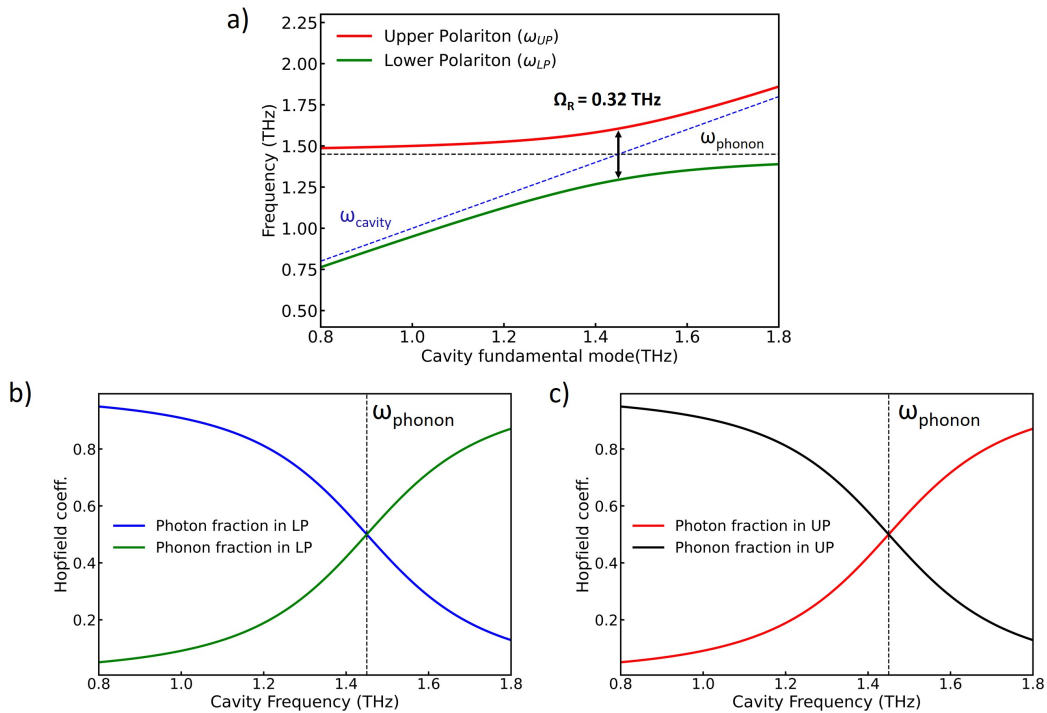 a)
2.25
2.00
1.75
1.50
1.25
1.00
0.75
0.50
Frequency (THz)
Upper Polariton (ω_UP)
Lower Polariton (ω_LP)
Ω_R = 0.32 THz
ω_phonon
ω_cavity
0.8 1.0 1.2 1.4 1.6 1.8
Cavity fundamental mode(THz)
b)
0.8
0.6
0.4
0.2
Hopfield coeff.
ω_phonon
Photon fraction in LP
Phonon fraction in LP
0.8 1.0 1.2 1.4 1.6 1.8
Cavity Frequency (THz)
c)
0.8
0.6
0.4
0.2
Hopfield coeff.
ω_phonon
Photon fraction in UP
Phonon fraction in UP
0.8 1.0 1.2 1.4 1.6 1.8
Cavity Frequency (THz)